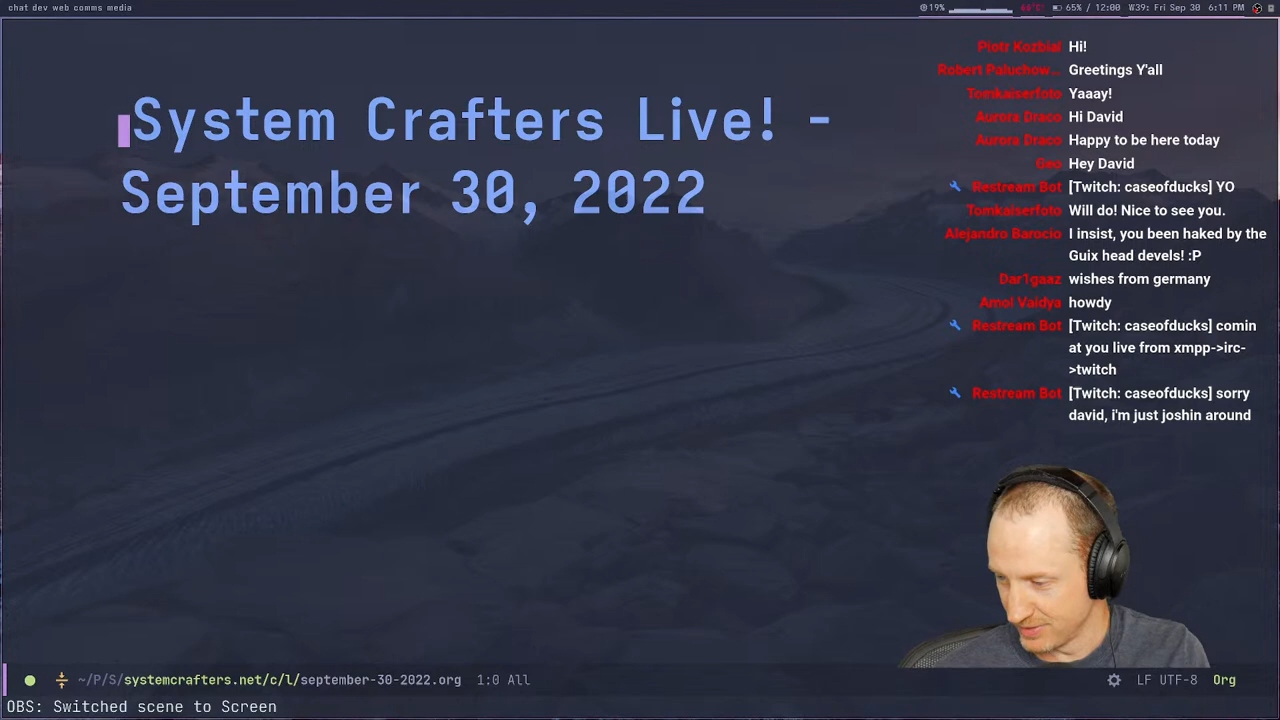 chat dev web comms media
19%
65% / 12:00
W39: Fri Sep 30
6:11 PM
System Crafters Live! -
September 30, 2022
Piotr Kozbial Hi!
Robert Paluchow... Greetings Y'all
Tomkaiserfoto Yaaay!
Aurora Draco Hi David
Aurora Draco Happy to be here today
Geo Hey David
Restream Bot [Twitch: caseofducks] YO
Tomkaiserfoto Will do! Nice to see you.
Alejandro Barocio I insist, you been haked by the
Guix head devels! :P
Dar1gaaz wishes from germany
Amol Vaidya howdy
Restream Bot [Twitch: caseofducks] comin
at you live from xmpp->irc-
>twitch
Restream Bot [Twitch: caseofducks] sorry
david, i'm just joshin around
~/P/S/systemcrafters.net/c/l/september-30-2022.org 1:0 All
LF UTF-8 Org
OBS: Switched scene to Screen